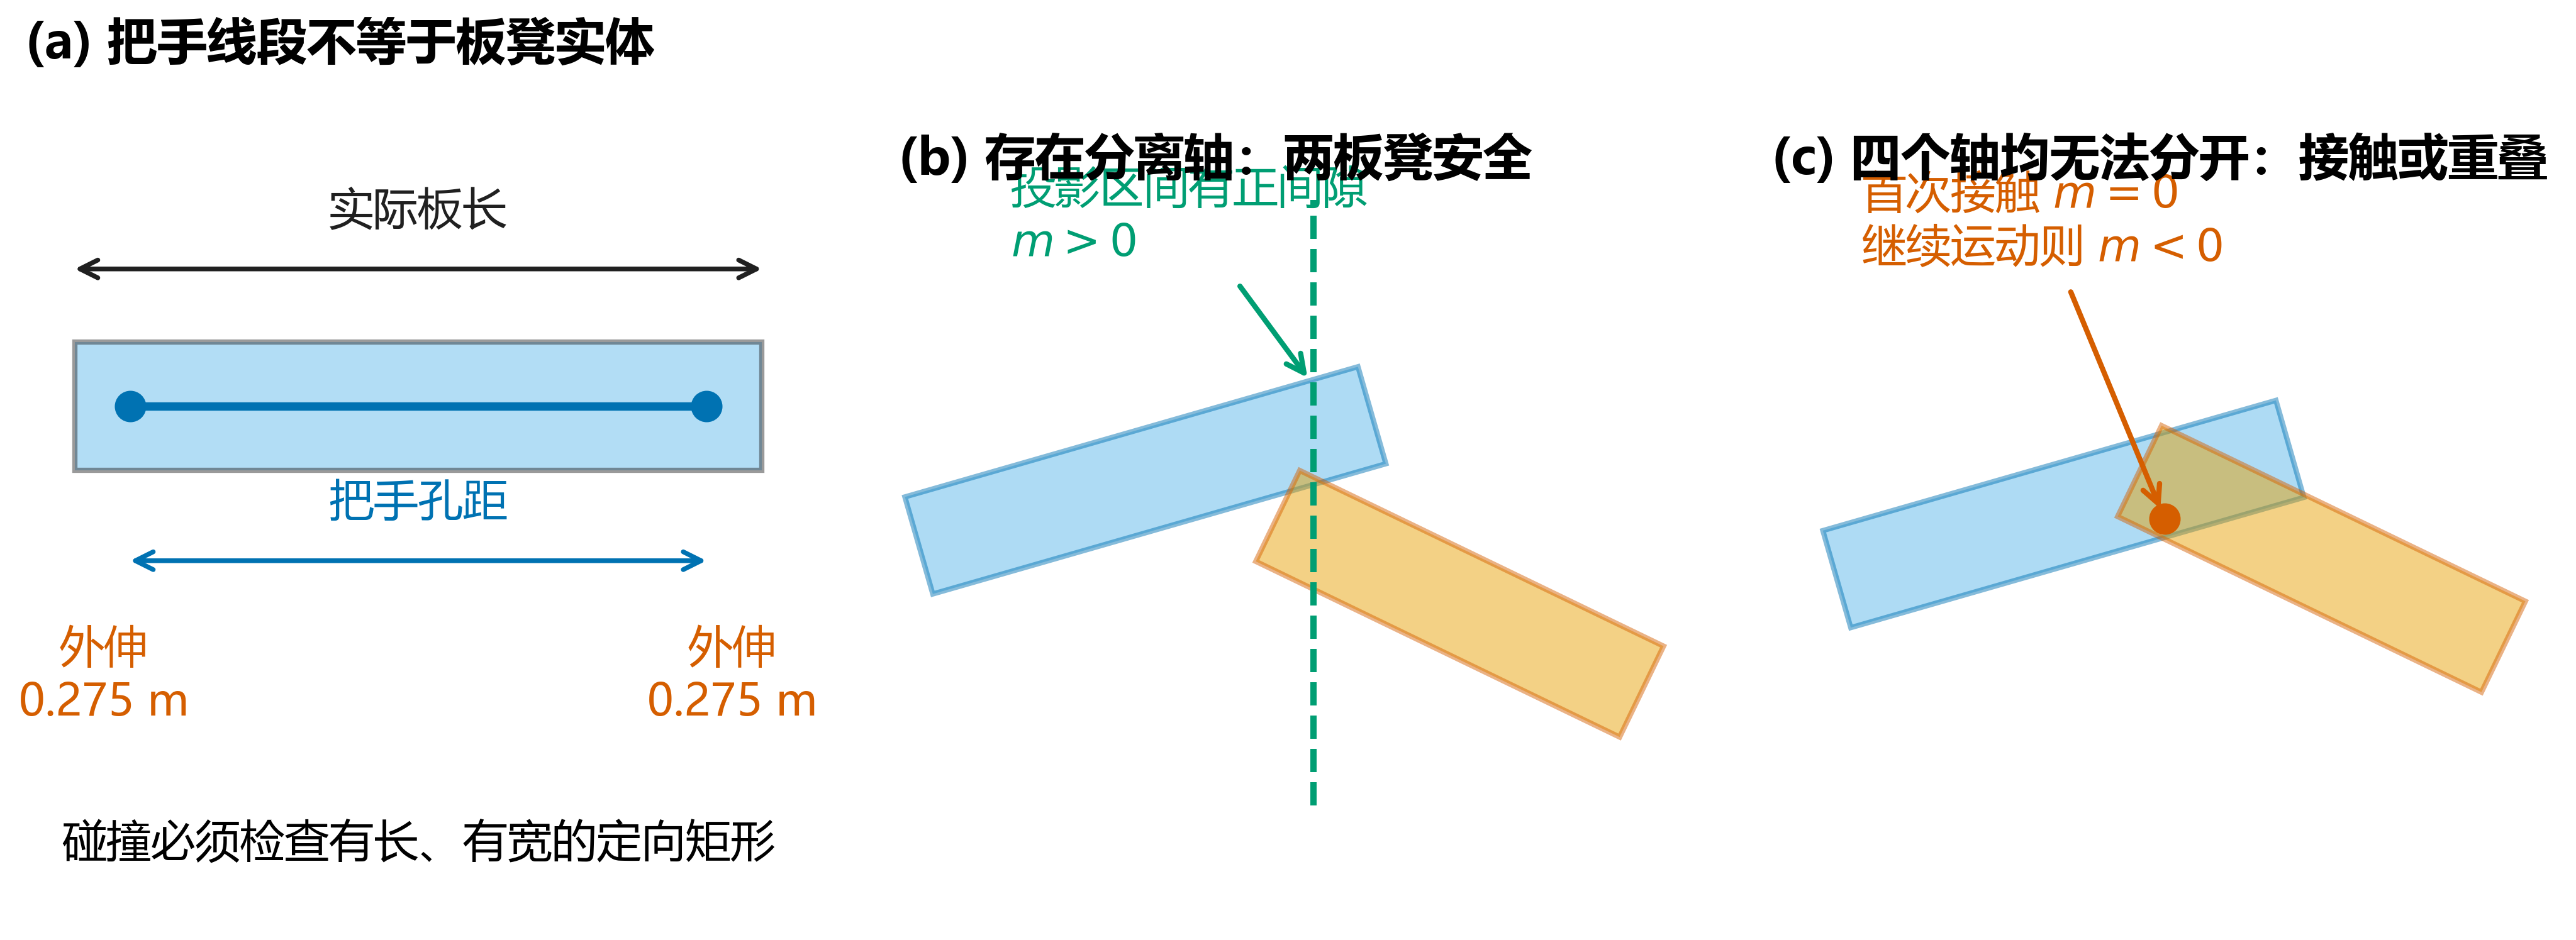 (a) 把手线段不等于板凳实体
实际板长
把手孔距
外伸
0.275 m
外伸
0.275 m
碰撞必须检查有长、有宽的定向矩形
(b) 存在分离轴：两板凳安全
投影区间有正间隙
m > 0
(c) 四个轴均无法分开：接触或重叠
首次接触 m = 0
继续运动则 m < 0